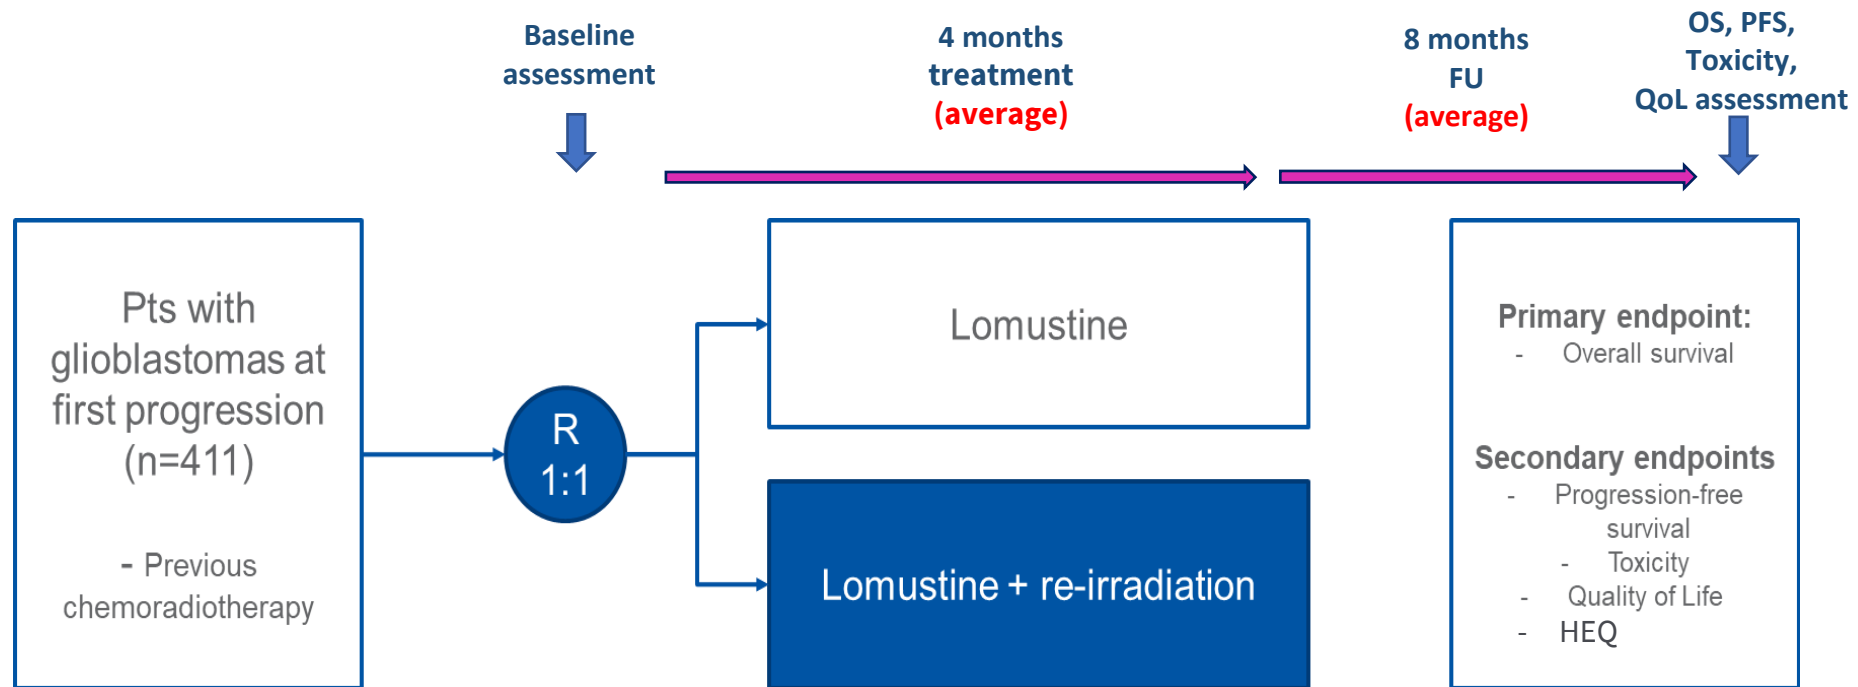 Baseline
assessment
4 months
treatment
(average)
8 months
FU
(average)
OS, PFS,
Toxicity,
QoL assessment
Pts with
glioblastomas at
first progression
(n=411)
- Previous
chemoradiotherapy
R
1:1
Lomustine
Lomustine + re-irradiation
Primary endpoint:
- Overall survival
Secondary endpoints
- Progression-free
survival
- Toxicity
- Quality of Life
- HEQ